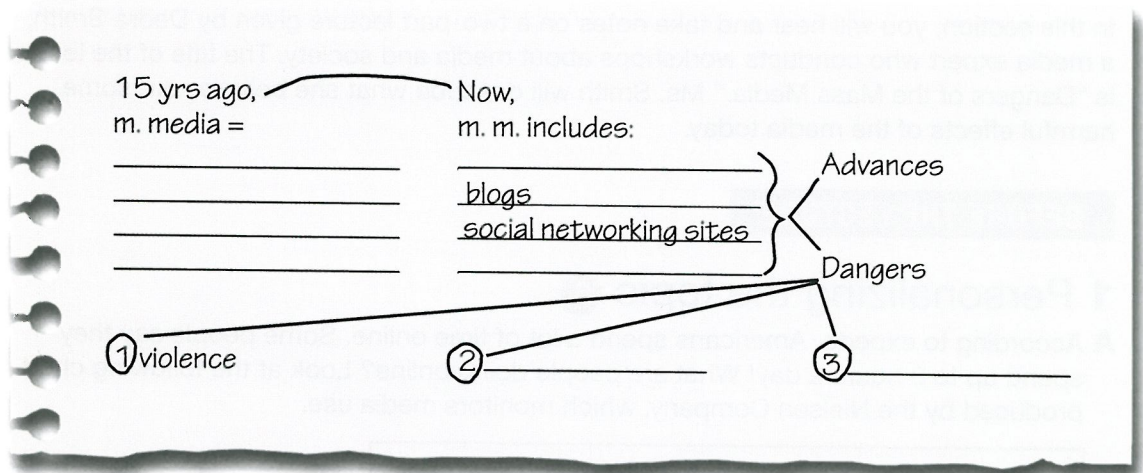 15 yrs ago,
m. media =
Now,
m. m. includes:
blogs
social networking sites
Advances
Dangers
1 violence
2
3